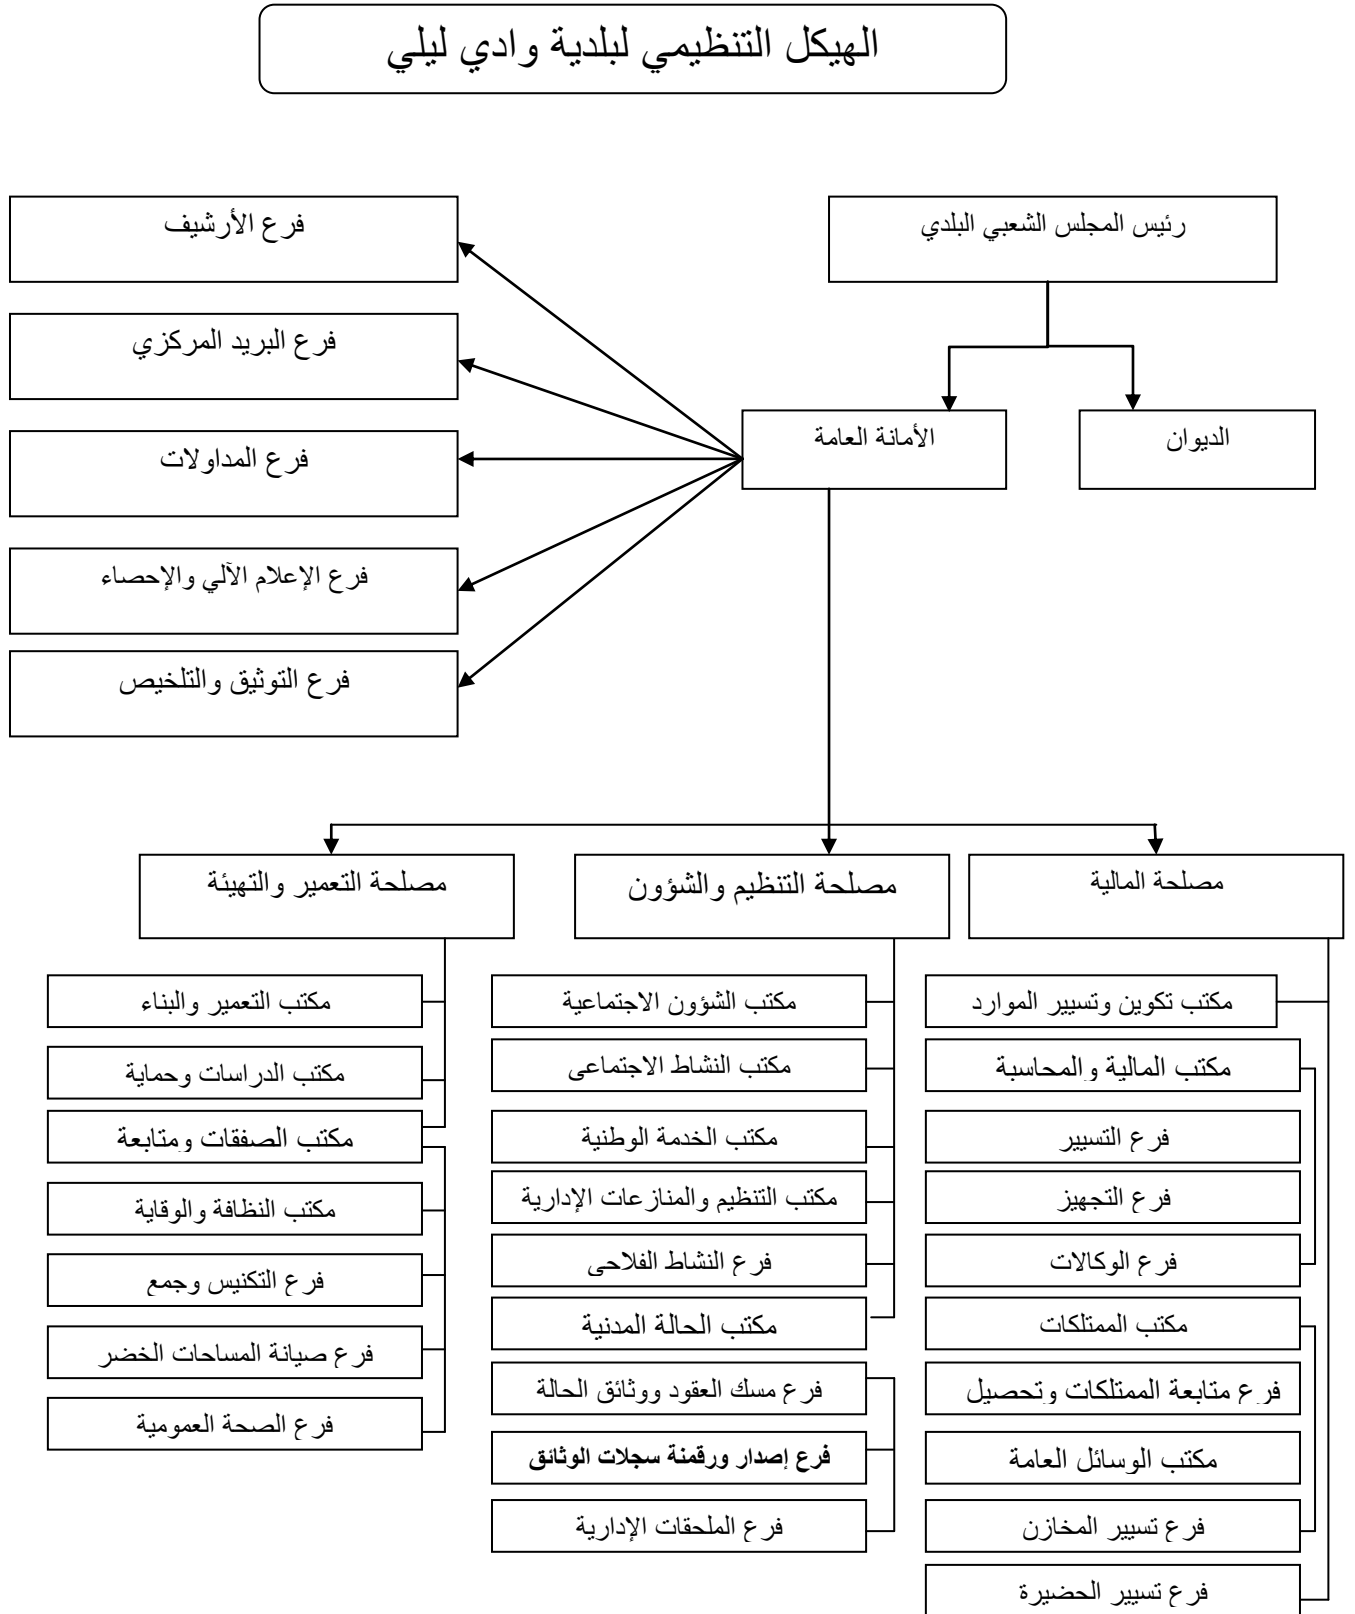 الهيكل التنظيمي لبلدية وادي ليلي
رئيس المجلس الشعبي البلدي
الديوان
الأمانة العامة
فرع الأرشيف
فرع البريد المركزي
فرع المداولات
فرع الإعلام الآلي والإحصاء
فرع التوثيق والتلخيص
مصلحة المالية
مصلحة التنظيم والشؤون
مصلحة التعمير والتهيئة
مكتب تكوين وتسيير الموارد
مكتب المالية والمحاسبة
فرع التسيير
فرع التجهيز
فرع الوكالات
مكتب الممتلكات
فرع متابعة الممتلكات وتحصيل
مكتب الوسائل العامة
فرع تسيير المخازن
فرع تسيير الحضيرة
مكتب الشؤون الاجتماعية
مكتب النشاط الاجتماعي
مكتب الخدمة الوطنية
مكتب التنظيم والمنازعات الإدارية
فرع النشاط الفلاحي
مكتب الحالة المدنية
فرع مسك العقود ووثائق الحالة
فرع إصدار ورقمنة سجلات الوثائق
فرع الملحقات الإدارية
مكتب التعمير والبناء
مكتب الدراسات وحماية
مكتب الصفقات ومتابعة
مكتب النظافة والوقاية
فرع التكنيس وجمع
فرع صيانة المساحات الخضر
فرع الصحة العمومية